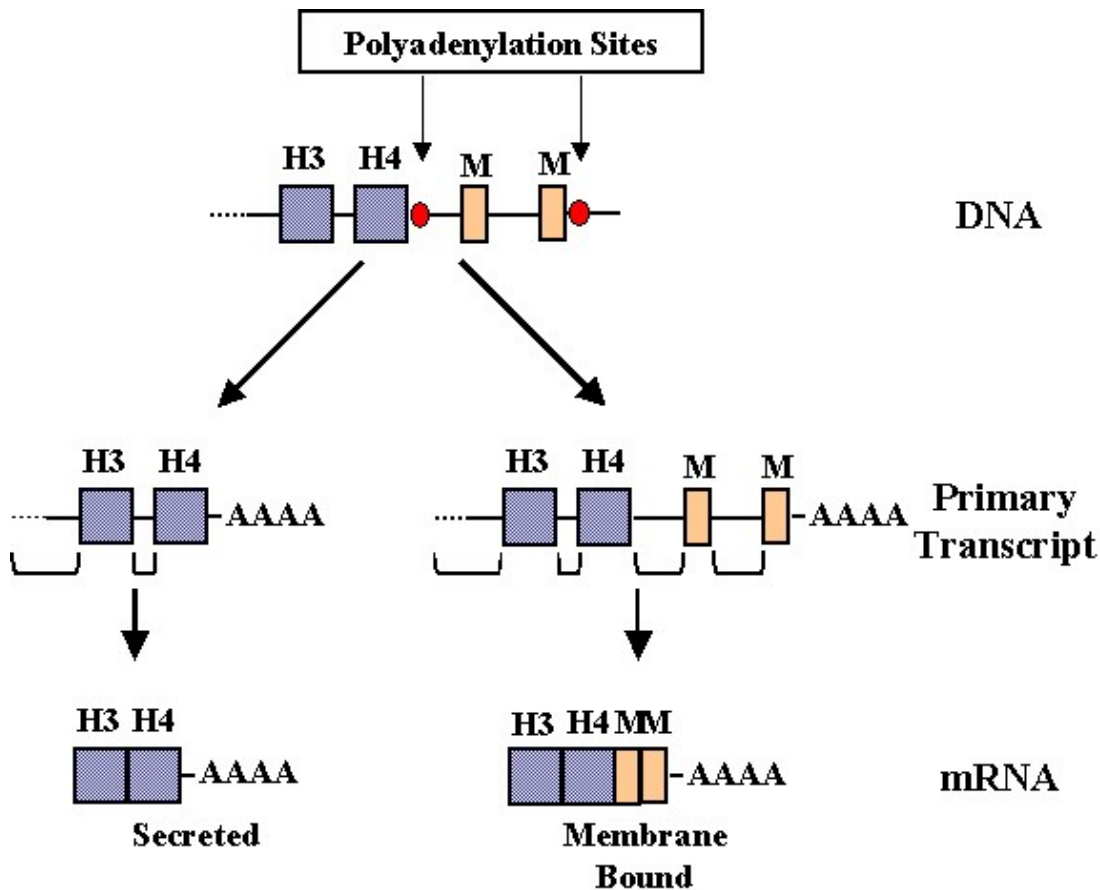 Polyadenylation Sites
H3 H4 M M
DNA
H3 H4
AAAA
H3 H4 M M
AAAA
Primary
Transcript
H3 H4
AAAA
Secreted
H3 H4 M M
AAAA
Membrane
Bound
mRNA